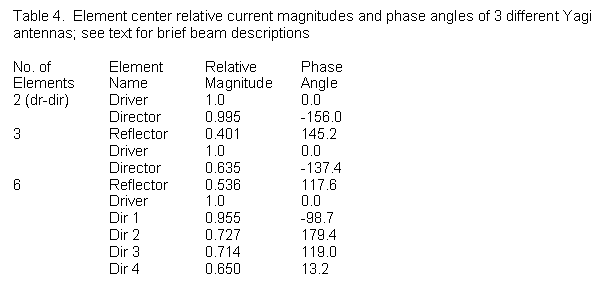 Table 4.  Element center relative current magnitudes and phase angles of 3 different Yagi
antennas; see text for brief beam descriptions
No. of Element Relative Phase
Elements Name Magnitude Angle
2 (dr-dir) Driver 1.0 0.0
Director 0.995 -156.0
3 Reflector 0.401 145.2
Driver 1.0 0.0
Director 0.635 -137.4
6 Reflector 0.536 117.6
Driver 1.0 0.0
Dir 1 0.955 -98.7
Dir 2 0.727 179.4
Dir 3 0.714 119.0
Dir 4 0.650 13.2